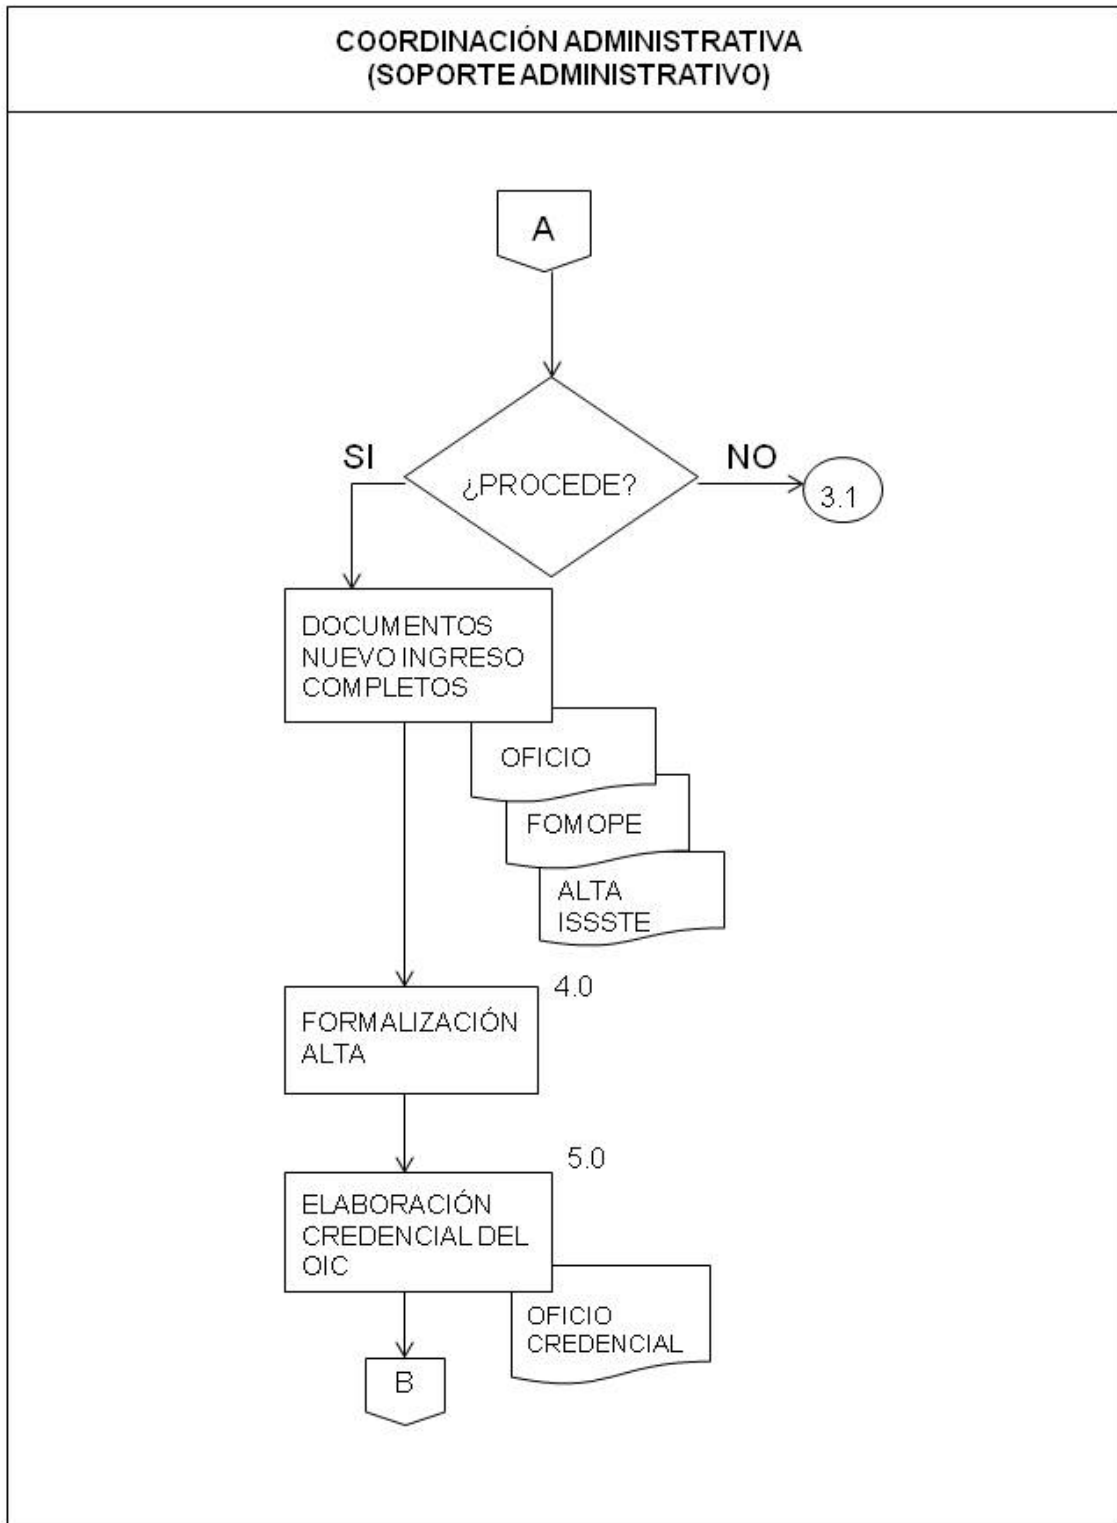 COORDINACIÓN ADMINISTRATIVA
(SOPORTE ADMINISTRATIVO)
A
SI
NO
¿PROCEDE?
3.1
DOCUMENTOS
NUEVO INGRESO
COMPLETOS
OFICIO
FOMOPE
ALTA
ISSSTE
4.0
FORMALIZACIÓN
ALTA
5.0
ELABORACIÓN
CREDENCIAL DEL
OIC
OFICIO
CREDENCIAL
B